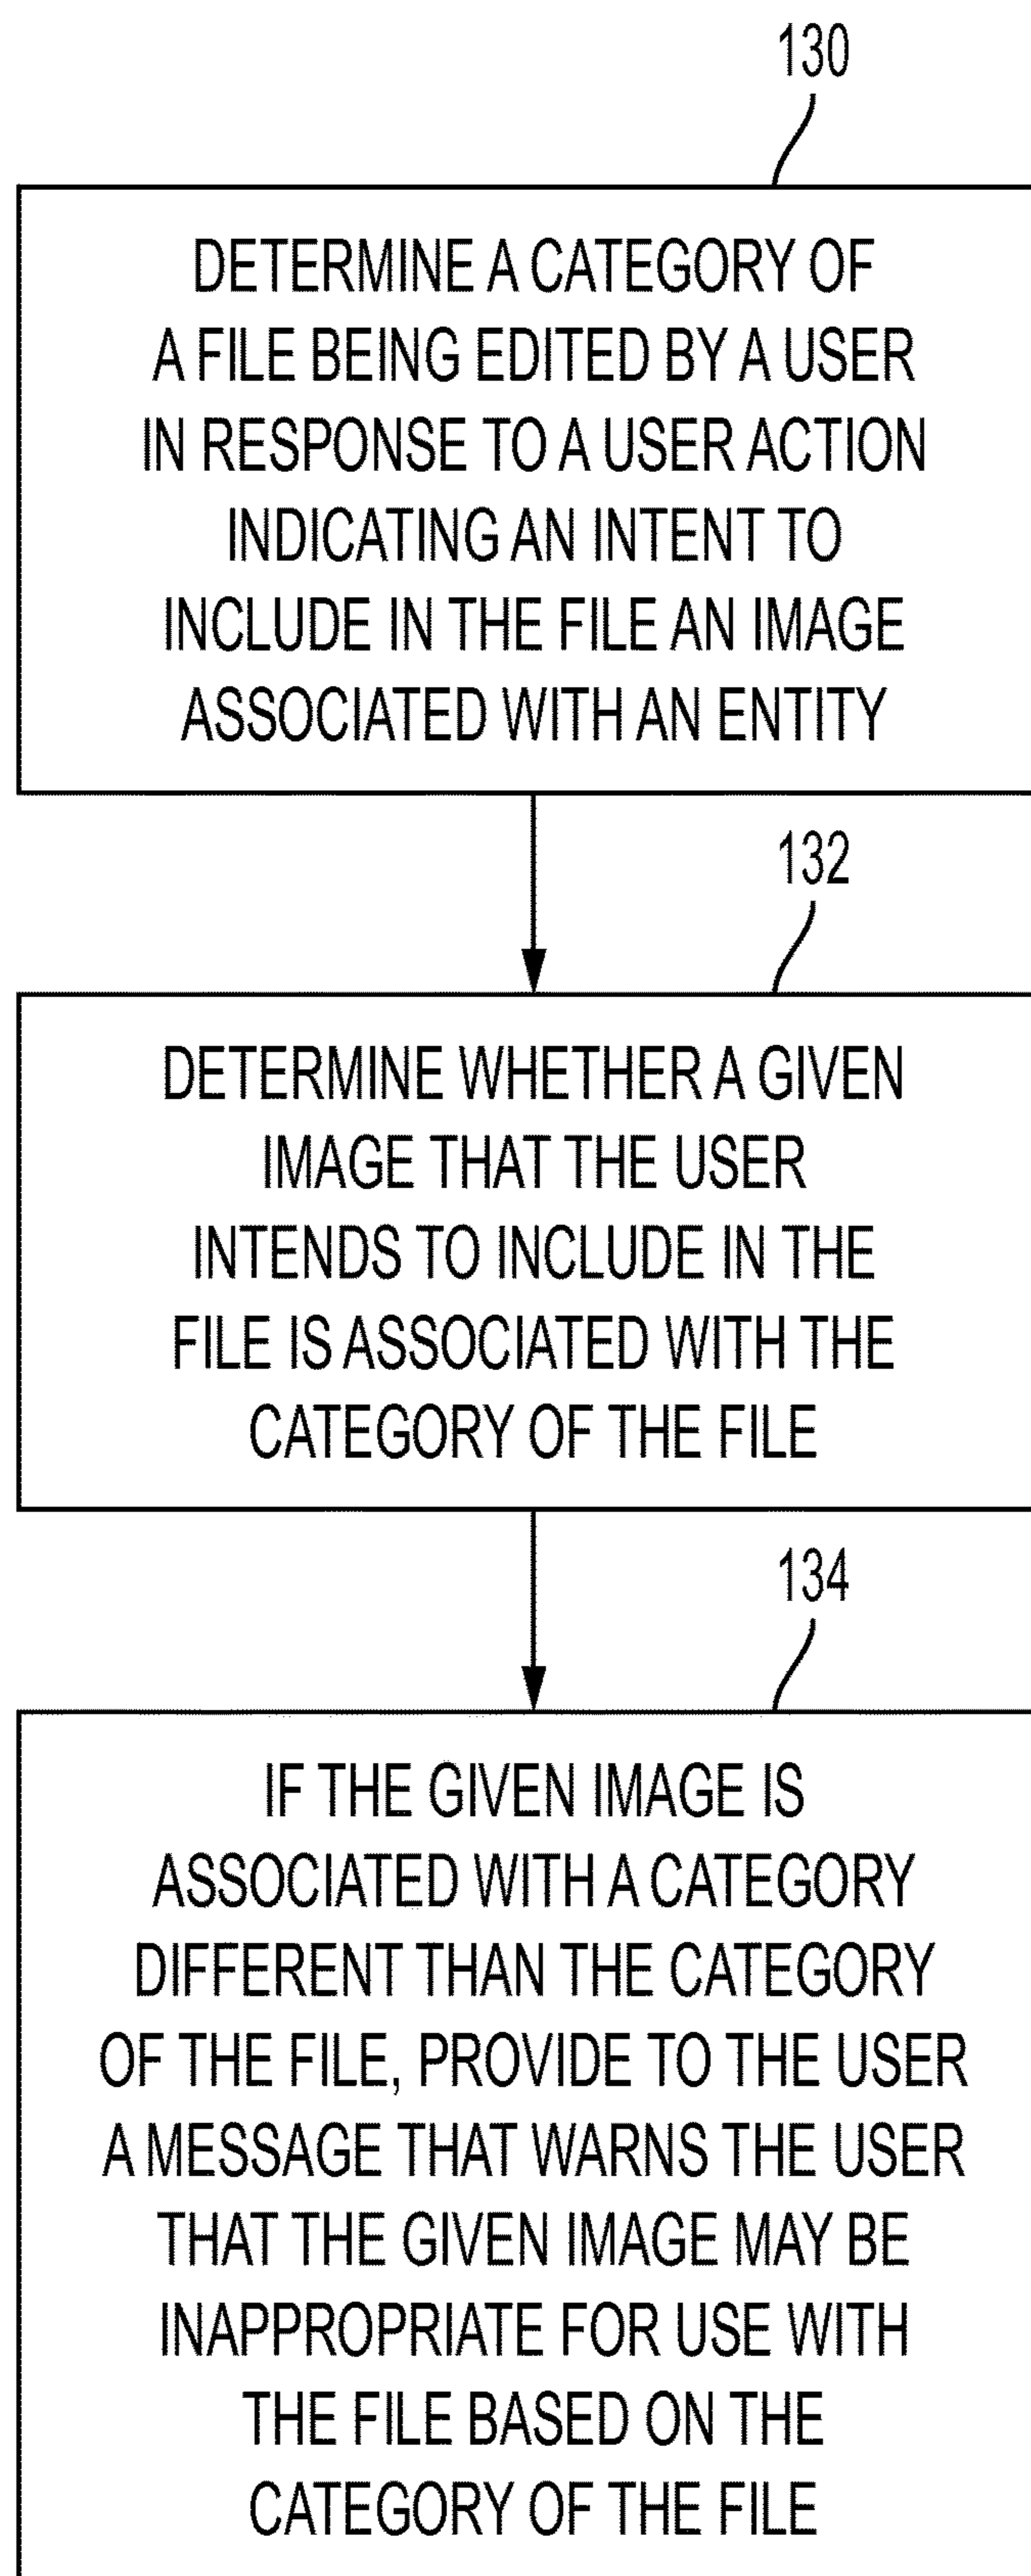 130
DETERMINE A CATEGORY OF
A FILE BEING EDITED BY A USER
IN RESPONSE TO A USER ACTION
INDICATING AN INTENT TO
INCLUDE IN THE FILE AN IMAGE
ASSOCIATED WITH AN ENTITY
132
DETERMINE WHETHER A GIVEN
IMAGE THAT THE USER
INTENDS TO INCLUDE IN THE
FILE IS ASSOCIATED WITH THE
CATEGORY OF THE FILE
134
IF THE GIVEN IMAGE IS
ASSOCIATED WITH A CATEGORY
DIFFERENT THAN THE CATEGORY
OF THE FILE, PROVIDE TO THE USER
A MESSAGE THAT WARNS THE USER
THAT THE GIVEN IMAGE MAY BE
INAPPROPRIATE FOR USE WITH
THE FILE BASED ON THE
CATEGORY OF THE FILE